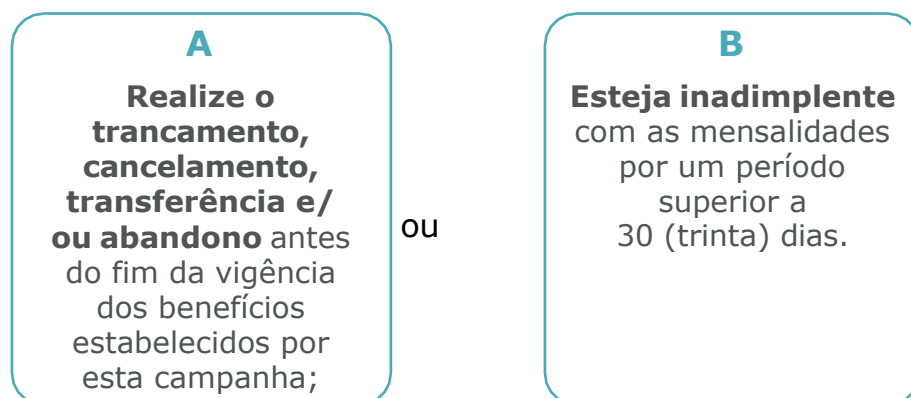 A
Realize o
trancamento,
cancelamento,
transferência e/
ou abandono antes
do fim da vigência
dos benefícios
estabelecidos por
esta campanha;
ou
B
Esteja inadimplente
com as mensalidades
por um período
superior a
30 (trinta) dias.